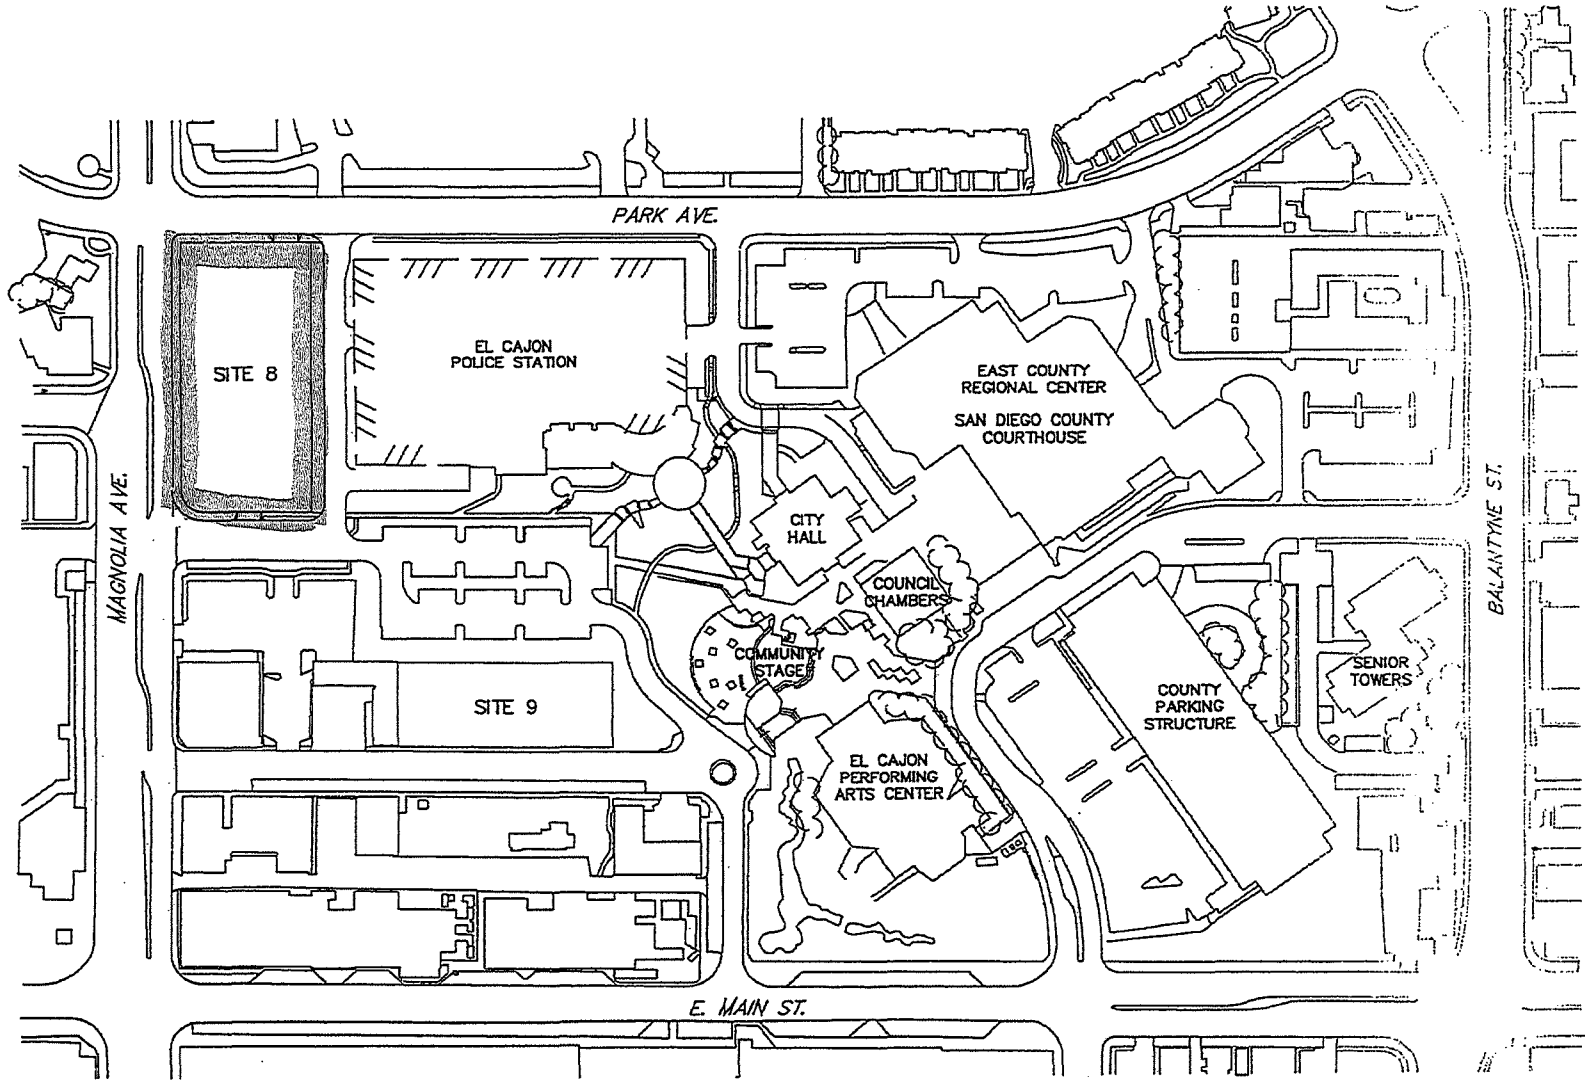 PARK AVE.
EL CAJON
POLICE STATION
SITE 8
EAST COUNTY
REGIONAL CENTER
SAN DIEGO COUNTY
COURTHOUSE
MAGNOLIA AVE.
BALANTYNE ST.
CITY
HALL
COUNCIL
CHAMBERS
COMMUNITY
STAGE
SENIOR
TOWERS
SITE 9
COUNTY
PARKING
STRUCTURE
EL CAJON
PERFORMING
ARTS CENTER
E. MAIN ST.